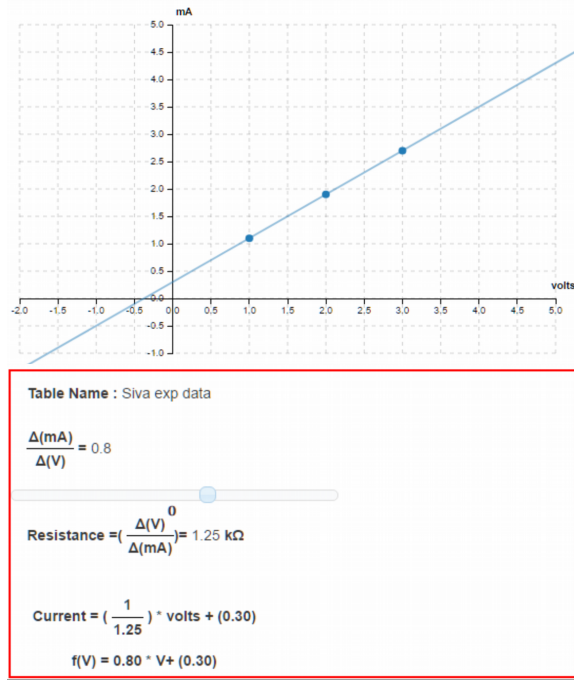 mA
5.0
4.5
4.0
3.5
3.0
2.5
2.0
1.5
1.0
0.5
0.0
-0.5
-1.0
volts
-2.0 -1.5 -1.0 -0.5 0.0 0.5 1.0 1.5 2.0 2.5 3.0 3.5 4.0 4.5 5.0
Table Name : Siva exp data
Δ(mA)
Δ(V)
= 0.8
0
Resistance =( Δ(V)
Δ(mA)
)= 1.25 kΩ
Current = ( 1
1.25
) * volts + (0.30)
f(V) = 0.80 * V+ (0.30)